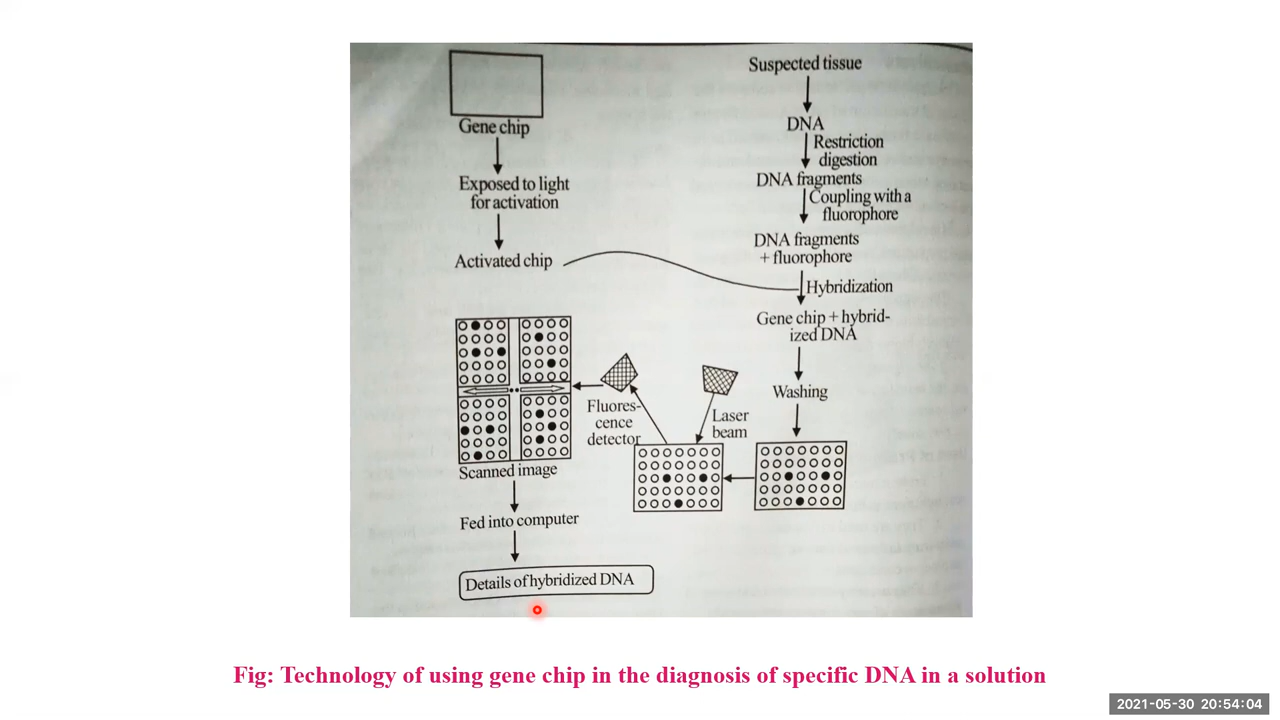 Gene chip
Exposed to light
for activation
Activated chip
Suspected tissue
DNA
Restriction
digestion
DNA fragments
Coupling with a
fluorophore
DNA fragments
+ fluorophore
Hybridization
Gene chip + hybrid-
ized DNA
Washing
Laser
beam
Fluores-
cence
detector
Scanned image
Fed into computer
Details of hybridized DNA
Fig: Technology of using gene chip in the diagnosis of specific DNA in a solution
2021-05-30 20:54:04